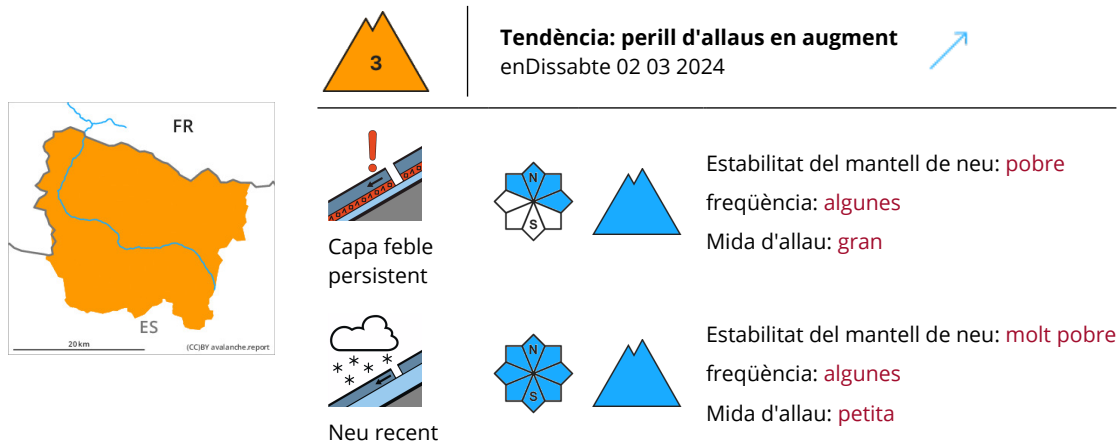 3
Tendència: perill d'allaus en augment
enDissabte 02 03 2024
FR
ES
20 km
(CC)BY avalanche.report
N
S
Capa feble
persistent
Estabilitat del mantell de neu: pobre
freqüència: algunes
Mida d'allau: gran
N
S
Neu recent
Estabilitat del mantell de neu: molt pobre
freqüència: algunes
Mida d'allau: petita